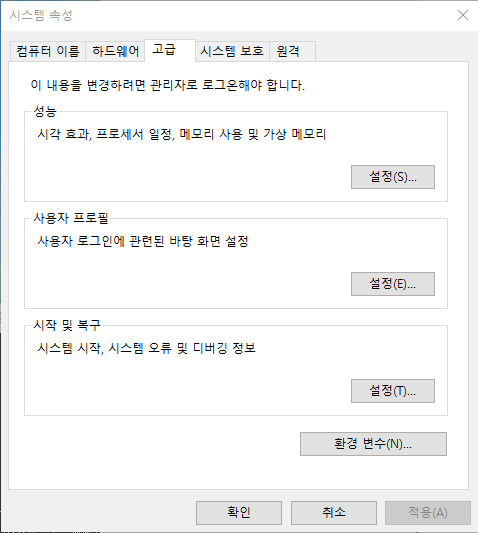 시스템 속성
컴퓨터 이름 하드웨어 고급 시스템 보호 원격
이 내용을 변경하려면 관리자로 로그온해야 합니다.
성능
시각 효과, 프로세서 일정, 메모리 사용 및 가상 메모리
설정(S)...
사용자 프로필
사용자 로그인에 관련된 바탕 화면 설정
설정(E)...
시작 및 복구
시스템 시작, 시스템 오류 및 디버깅 정보
설정(T)...
환경 변수(N)...
확인 취소 적용(A)